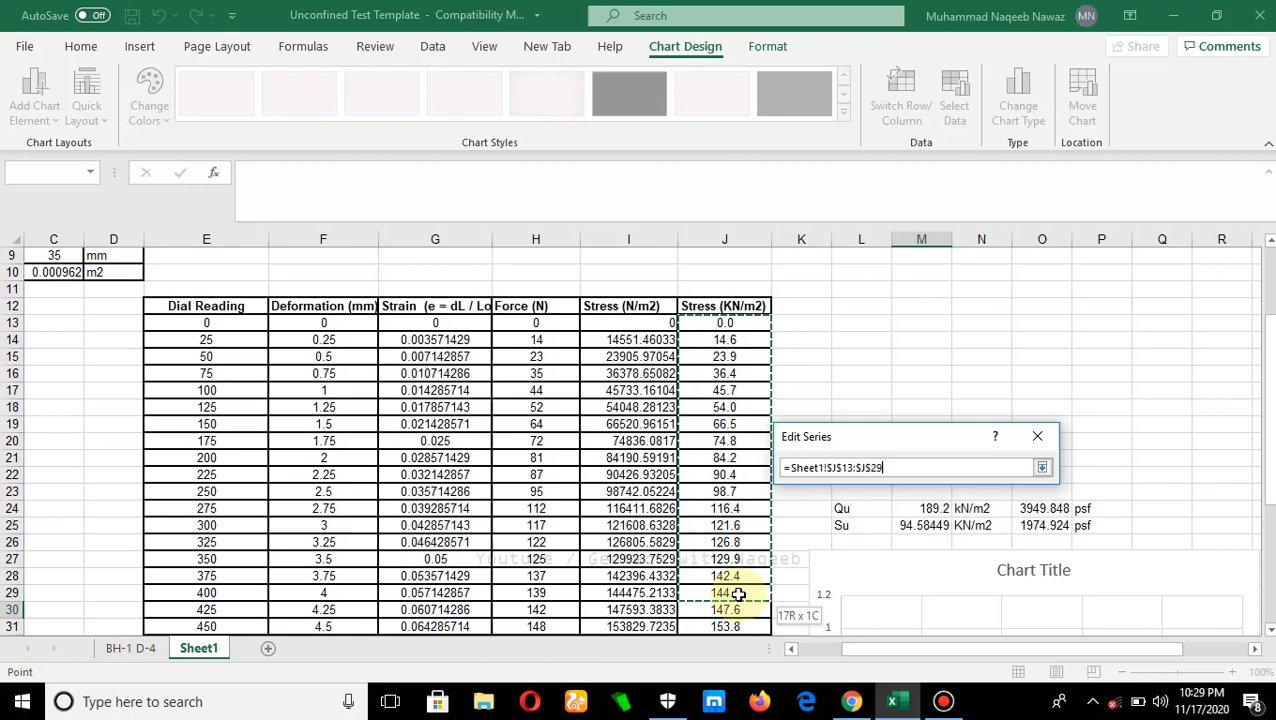 AutoSave Off Unconfined Test Template - Compatibility M... Search Muhammad Naqeeb Nawaz MN
File Home Insert Page Layout Formulas Review Data View New Tab Help Chart Design Format Share Comments
Add Chart Element Quick Layout Change Colors Switch Row/ Column Select Data Change Chart Type Move Chart
Chart Layouts Chart Styles Data Type Location
C D E F G H I J K L M N O P Q R
9 35 mm
10 0.000962 m2
11
12 Dial Reading Deformation (mm) Strain (e = dL / Lo Force (N) Stress (N/m2) Stress (KN/m2)
13 0 0 0 0 0 0.0
14 25 0.25 0.003571429 14 14551.46033 14.6
15 50 0.5 0.007142857 23 23905.97054 23.9
16 75 0.75 0.010714286 35 36378.65082 36.4
17 100 1 0.014285714 44 45733.16104 45.7
18 125 1.25 0.017857143 52 54048.28123 54.0
19 150 1.5 0.021428571 64 66520.96151 66.5
20 175 1.75 0.025 72 74836.0817 74.8
21 200 2 0.028571429 81 84190.59191 84.2
22 225 2.25 0.032142857 87 90426.93205 90.4
23 250 2.5 0.035714286 95 98742.05224 98.7
24 275 2.75 0.039285714 112 116411.6826 116.4
25 300 3 0.042857143 117 121608.6328 121.6
26 325 3.25 0.046428571 122 126805.5829 126.8
27 350 3.5 0.05 125 129923.7529 129.9
28 375 3.75 0.053571429 137 142396.4332 142.4
29 400 4 0.057142857 139 144475.2133 144
30 425 4.25 0.060714286 142 147593.3833 147.6
31 450 4.5 0.064285714 148 153829.7235 153.8
Edit Series ?
=Sheet1!$J$13:$J$29
Qu 189.2 kN/m2 3949.848 psf
Su 94.58449 KN/m2 1974.924 psf
Chart Title
1.2
1
17R x 1C
Youtube / Ge with Naqeeb
BH-1 D-4 Sheet1
Point 100%
Type here to search
10:29 PM
11/17/2020